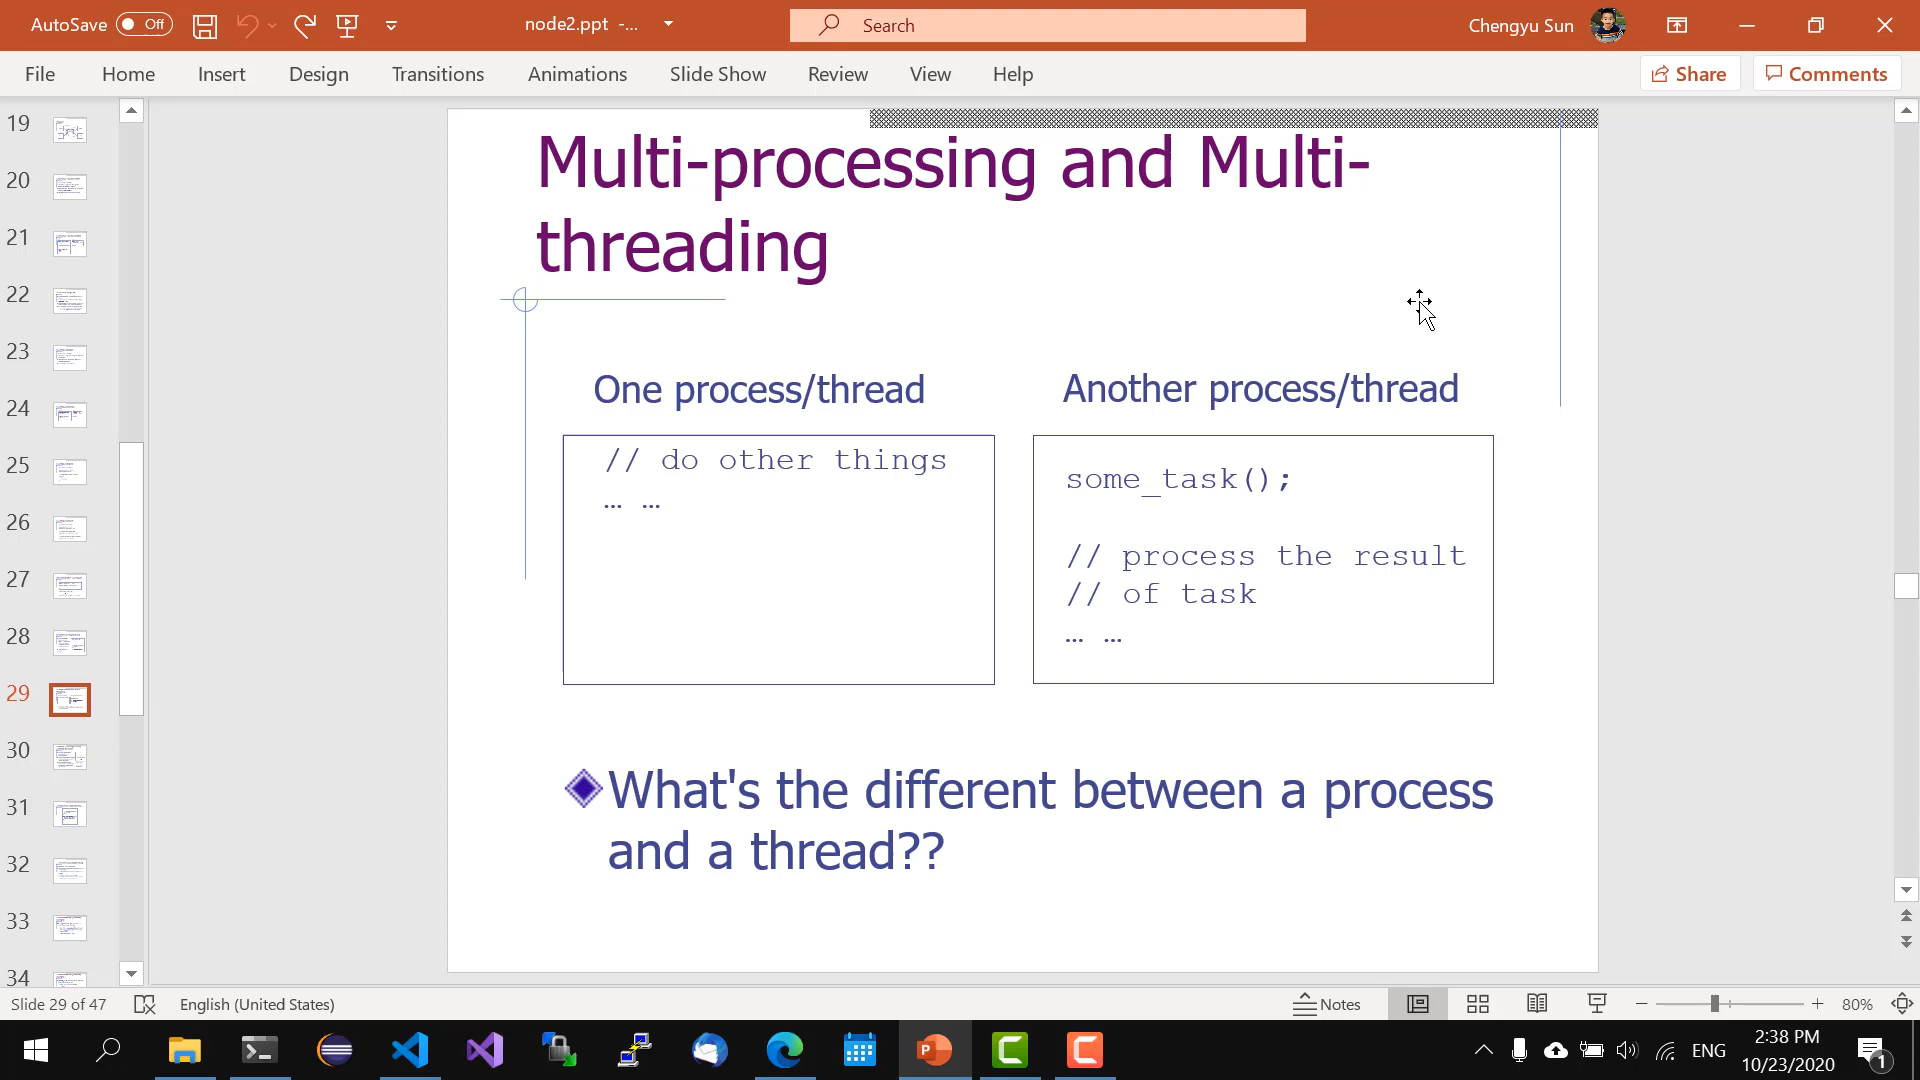 AutoSave Off
node2.ppt -...
Search
Chengyu Sun
File Home Insert Design Transitions Animations Slide Show Review View Help
Share Comments
19
20
21
22
23
24
25
26
27
28
29
30
31
32
33
34
Multi-processing and Multi-
threading
One process/thread
// do other things
… …
Another process/thread
some_task();
// process the result
// of task
… …
What's the different between a process
and a thread??
Slide 29 of 47 English (United States) Notes 80%
ENG
2:38 PM
10/23/2020
1